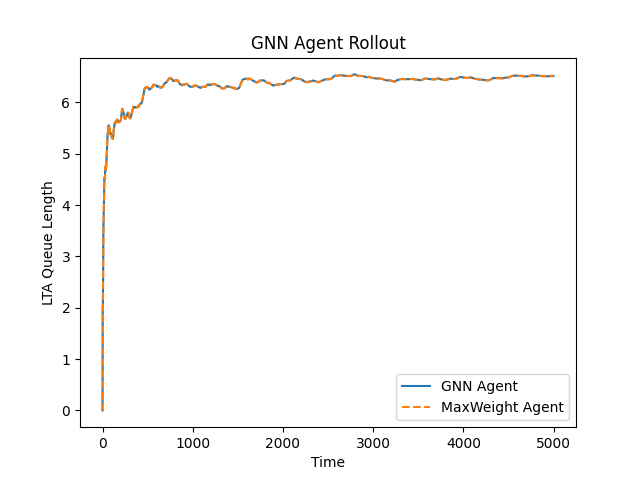 GNN Agent Rollout
LTA Queue Length
6
5
4
3
2
1
0
GNN Agent
MaxWeight Agent
0 1000 2000 3000 4000 5000
Time